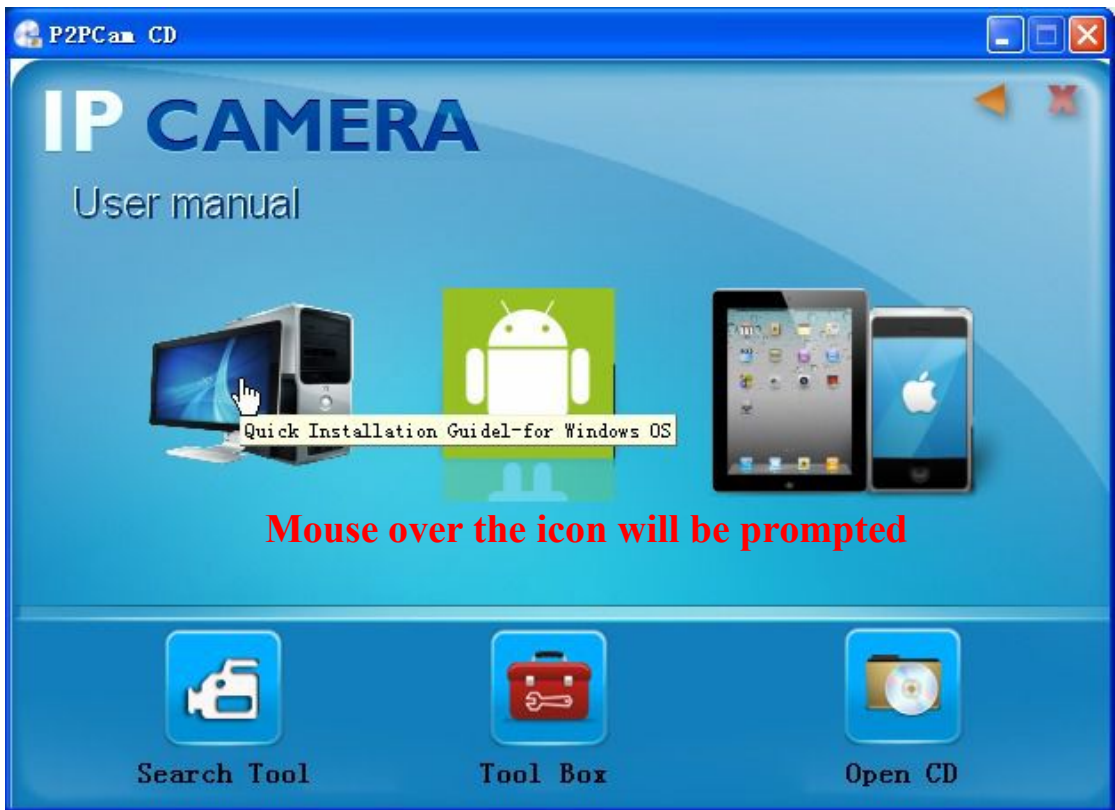 P2PCam CD
IP CAMERA
User manual
Quick Installation Guidel-for Windows OS
Mouse over the icon will be prompted
Search Tool
Tool Box
Open CD